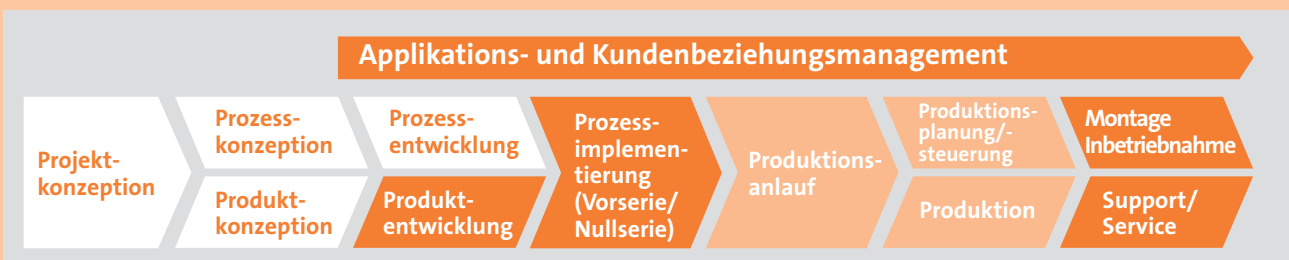 Applikations- und Kundenbeziehungsmanagement
Projekt-
konzeption
Prozess-
konzeption
Produkt-
konzeption
Prozess-
entwicklung
Produkt-
entwicklung
Prozess-
implemen-
tierung
(Vorserie/
Nullserie)
Produktions-
anlauf
Produktions-
planung/-
steuerung
Produktion
Montage
Inbetriebnahme
Support/
Service